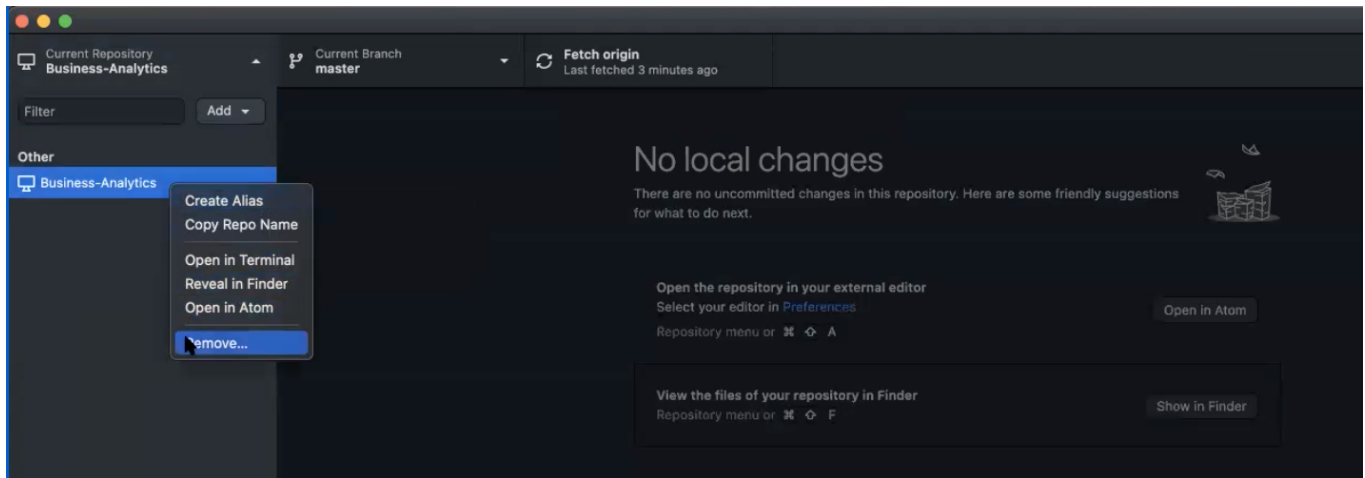 Current Repository
Business-Analytics
Current Branch
master
Fetch origin
Last fetched 3 minutes ago
Filter
Add
Other
Business-Analytics
Create Alias
Copy Repo Name
Open in Terminal
Reveal in Finder
Open in Atom
Remove...
No local changes
There are no uncommitted changes in this repository. Here are some friendly suggestions
for what to do next.
Open the repository in your external editor
Select your editor in Preferences
Repository menu or ⌘ ⇧ A
Open in Atom
View the files of your repository in Finder
Repository menu or ⌘ ⇧ F
Show in Finder